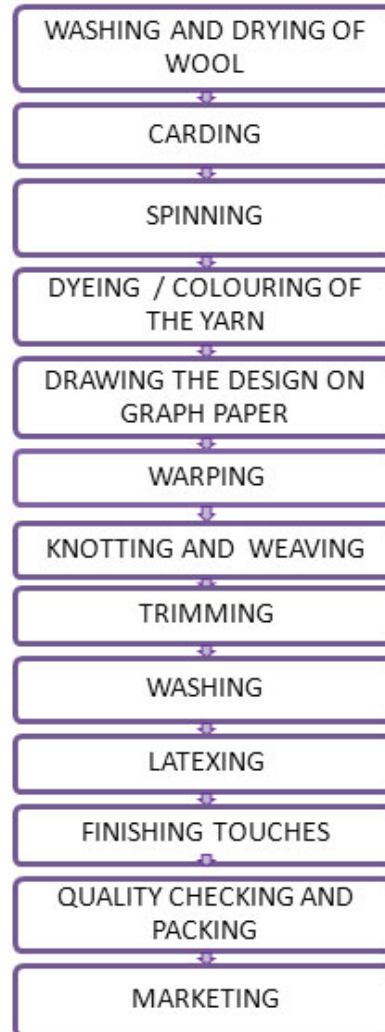 WASHING AND DRYING OF
WOOL
CARDING
SPINNING
DYEING / COLOURING OF
THE YARN
DRAWING THE DESIGN ON
GRAPH PAPER
WARPING
KNOTTING AND WEAVING
TRIMMING
WASHING
LATEXING
FINISHING TOUCHES
QUALITY CHECKING AND
PACKING
MARKETING